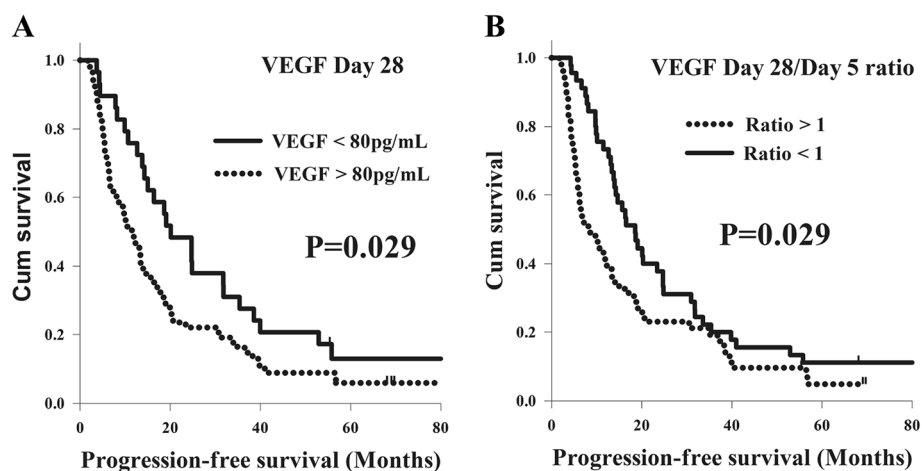 A
VEGF Day 28
VEGF < 80pg/mL
VEGF > 80pg/mL
P=0.029
Cum survival
1.0
0.8
0.6
0.4
0.2
0
0
20
40
60
80
Progression-free survival (Months)
B
VEGF Day 28/Day 5 ratio
Ratio > 1
Ratio < 1
P=0.029
Cum survival
1.0
0.8
0.6
0.4
0.2
0.0
0
20
40
60
80
Progression-free survival (Months)